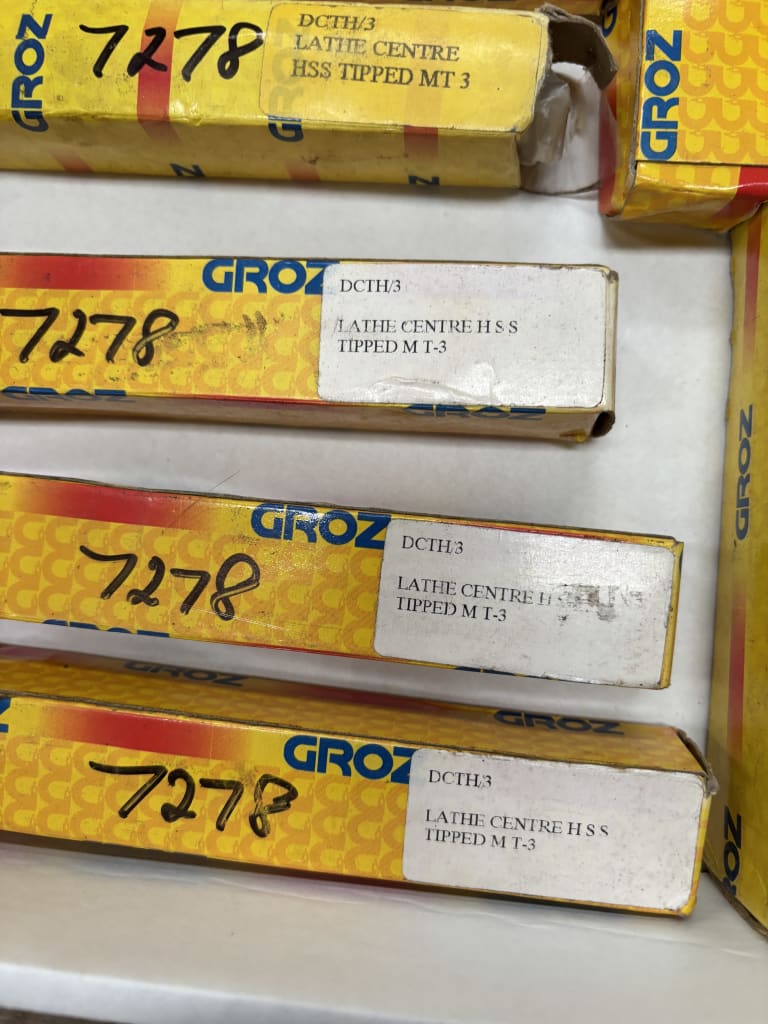 GROZ
7278
DCTH/3
LATHE CENTRE
HSS TIPPED MT 3
GROZ
GROZ
7278
DCTH/3
LATHE CENTRE H S S
TIPPED M T-3
GROZ
GROZ
GROZ
7278
DCTH/3
LATHE CENTRE H
TIPPED M T-3
GROZ
GROZ
GROZ
GROZ
7278
DCTH/3
LATHE CENTRE H S S
TIPPED M T-3